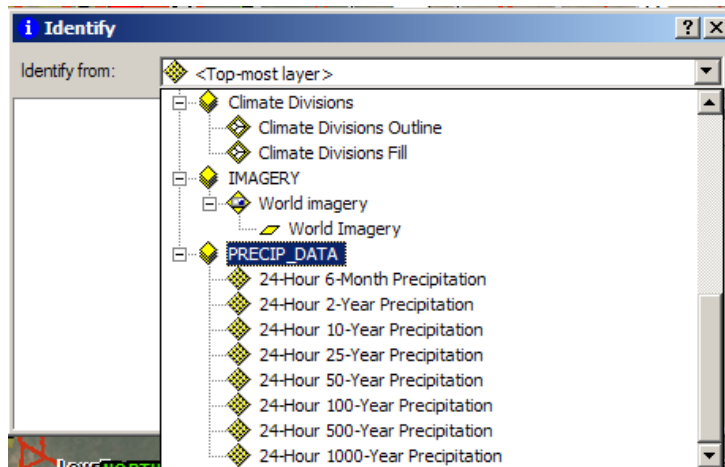 Identify
Identify from:
<Top-most layer>
Climate Divisions
Climate Divisions Outline
Climate Divisions Fill
IMAGERY
World imagery
World Imagery
PRECIP_DATA
24-Hour 6-Month Precipitation
24-Hour 2-Year Precipitation
24-Hour 10-Year Precipitation
24-Hour 25-Year Precipitation
24-Hour 50-Year Precipitation
24-Hour 100-Year Precipitation
24-Hour 500-Year Precipitation
24-Hour 1000-Year Precipitation